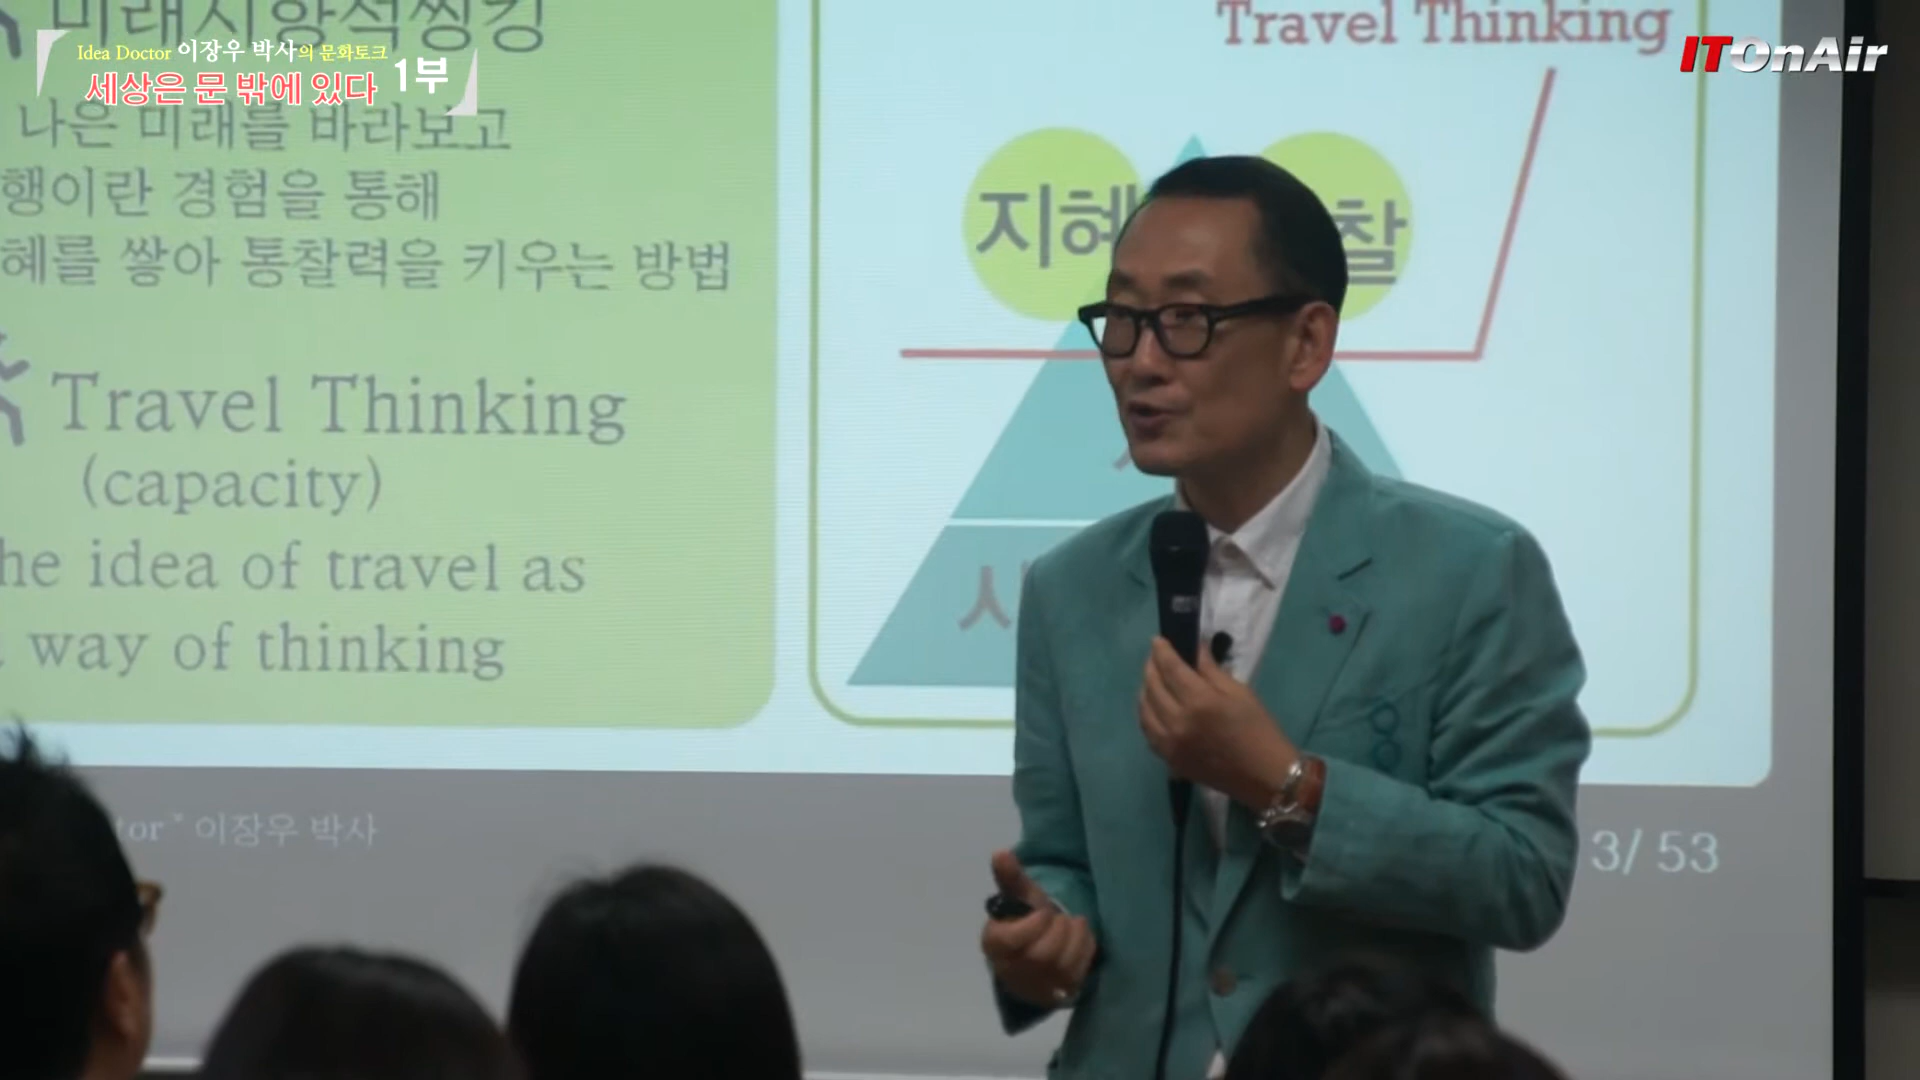 Idea Doctor 이장우 박사의 문화토크
세상은 문 밖에 있다 1부
ITOnAir
나은 미래를 바라보고
행이란 경험을 통해
혜를 쌓아 통찰력을 키우는 방법
Travel Thinking
(capacity)
he idea of travel as
way of thinking
Travel Thinking
지혜
찰
사
이장우 박사
3/ 53